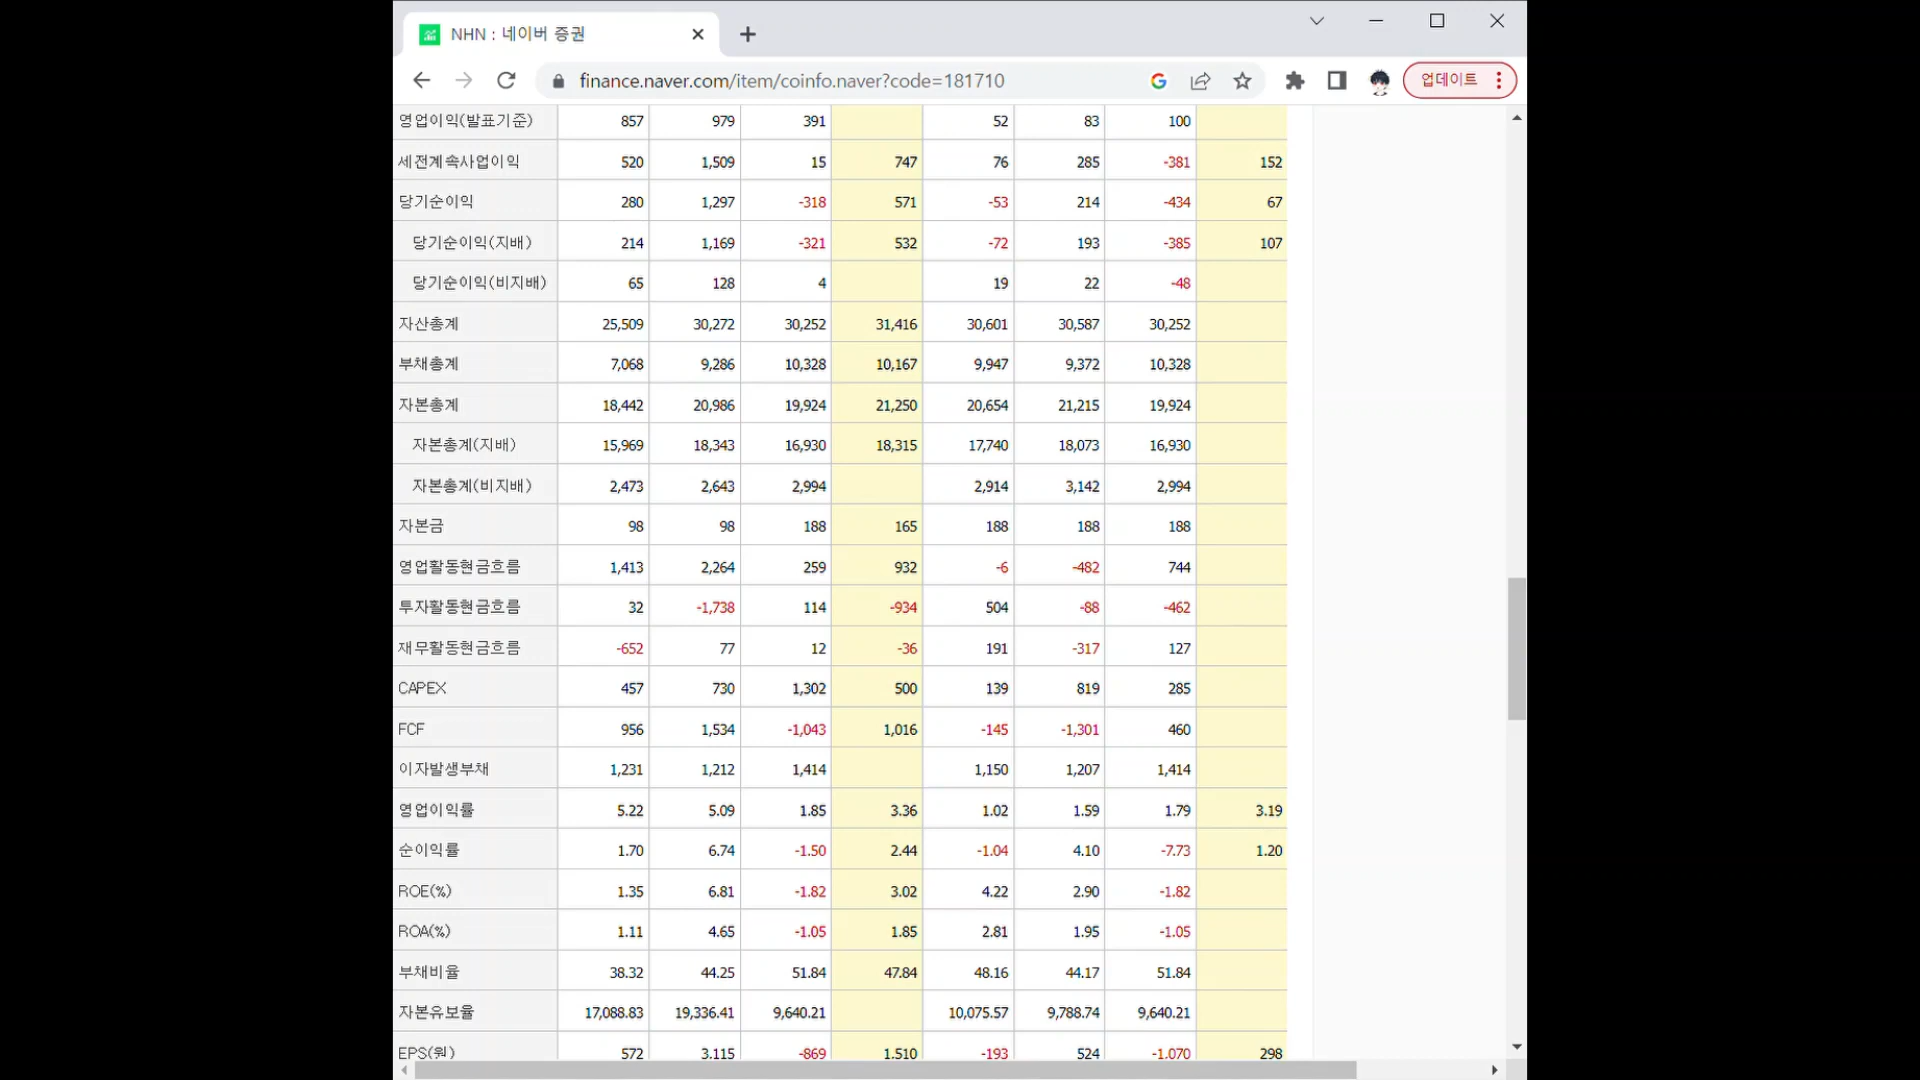 NHN : 네이버 증권
finance.naver.com/item/coinfo.naver?code=181710
업데이트
영업이익(발표기준) 857 979 391 52 83 100
세전계속사업이익 520 1,509 15 747 76 285 -381 152
당기순이익 280 1,297 -318 571 -53 214 -434 67
당기순이익(지배) 214 1,169 -321 532 -72 193 -385 107
당기순이익(비지배) 65 128 4 19 22 -48
자산총계 25,509 30,272 30,252 31,416 30,601 30,587 30,252
부채총계 7,068 9,286 10,328 10,167 9,947 9,372 10,328
자본총계 18,442 20,986 19,924 21,250 20,654 21,215 19,924
자본총계(지배) 15,969 18,343 16,930 18,315 17,740 18,073 16,930
자본총계(비지배) 2,473 2,643 2,994 2,914 3,142 2,994
자본금 98 98 188 165 188 188 188
영업활동현금흐름 1,413 2,264 259 932 -6 -482 744
투자활동현금흐름 32 -1,738 114 -934 504 -88 -462
재무활동현금흐름 -652 77 12 -36 191 -317 127
CAPEX 457 730 1,302 500 139 819 285
FCF 956 1,534 -1,043 1,016 -145 -1,301 460
이자발생부채 1,231 1,212 1,414 1,150 1,207 1,414
영업이익률 5.22 5.09 1.85 3.36 1.02 1.59 1.79 3.19
순이익률 1.70 6.74 -1.50 2.44 -1.04 4.10 -7.73 1.20
ROE(%) 1.35 6.81 -1.82 3.02 4.22 2.90 -1.82
ROA(%) 1.11 4.65 -1.05 1.85 2.81 1.95 -1.05
부채비율 38.32 44.25 51.84 47.84 48.16 44.17 51.84
자본유보율 17,088.83 19,336.41 9,640.21 10,075.57 9,788.74 9,640.21
EPS(원) 572 3,115 -869 1,510 -193 524 -1,070 298